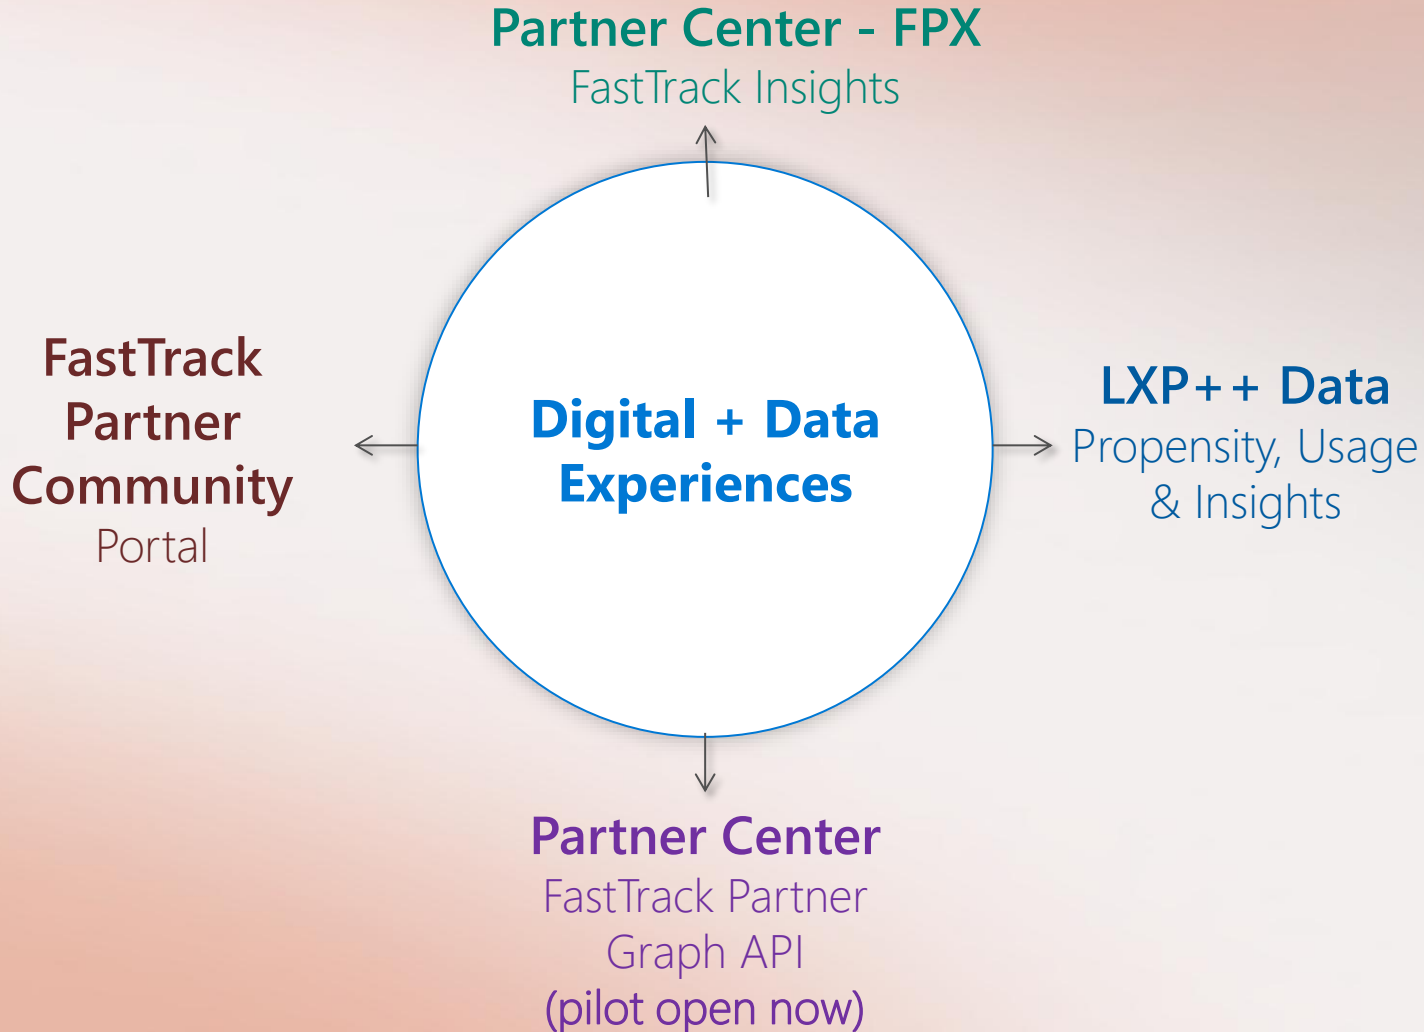 Partner Center - FPX
FastTrack Insights
FastTrack
Partner
Community
Portal
Digital + Data
Experiences
LXP++ Data
Propensity, Usage
& Insights
Partner Center
FastTrack Partner
Graph API
(pilot open now)